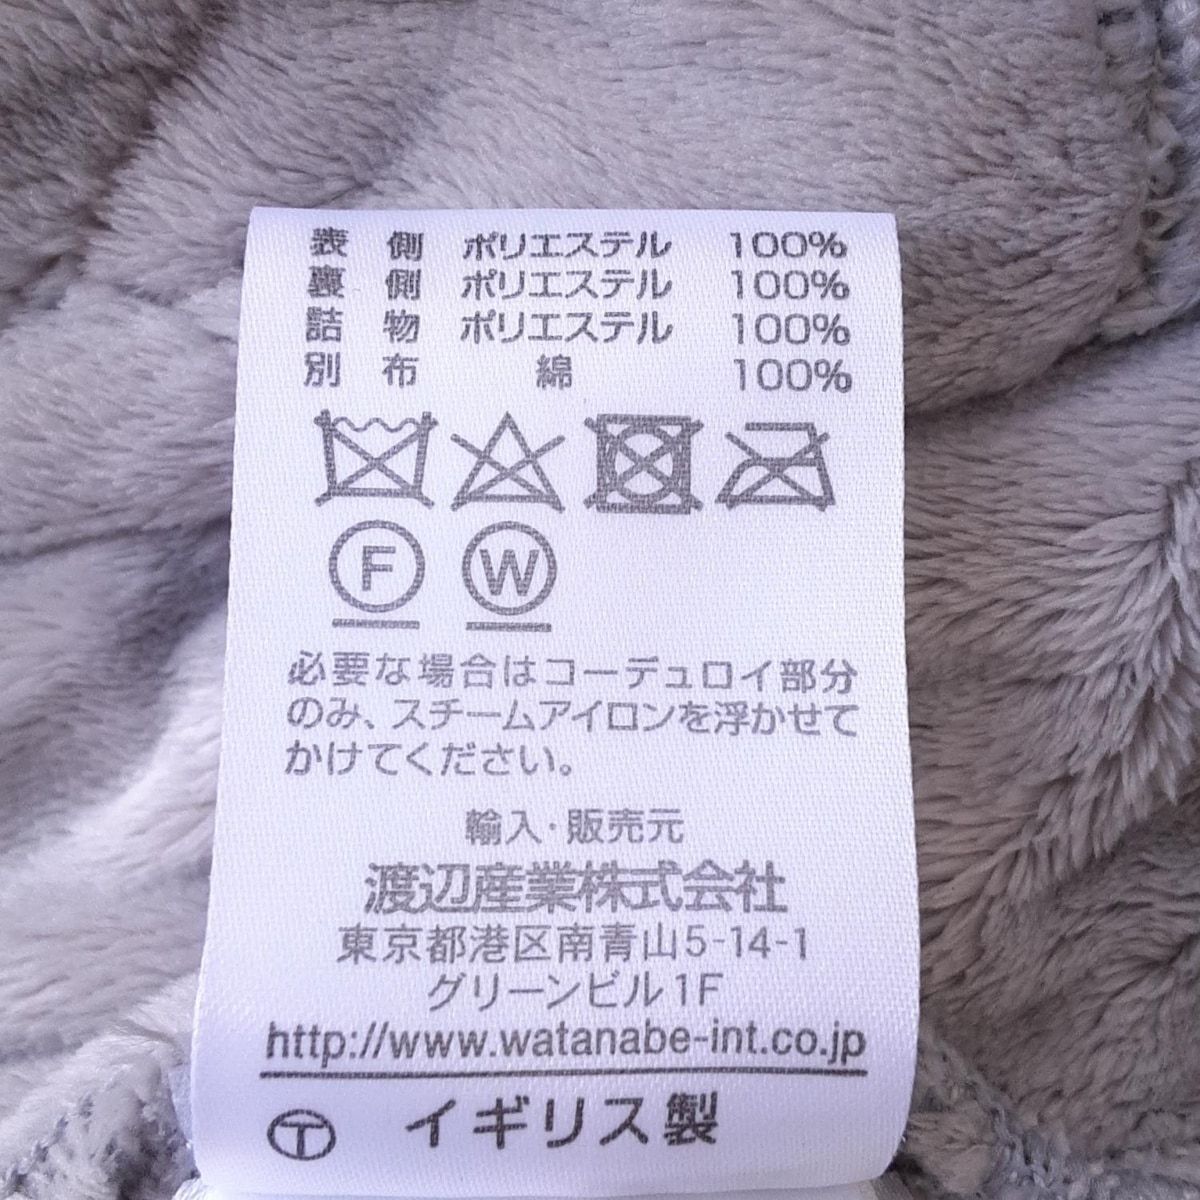 表側 ポリエステル 100%
裏側 ポリエステル 100%
詰物 ポリエステル 100%
別布 綿 100%
F W
必要な場合はコーデュロイ部分
のみ、スチームアイロンを浮かせて
かけてください。
輸入・販売元
渡辺産業株式会社
東京都港区南青山5-14-1
グリーンビル1F
http://www.watanabe-int.co.jp
T イギリス製